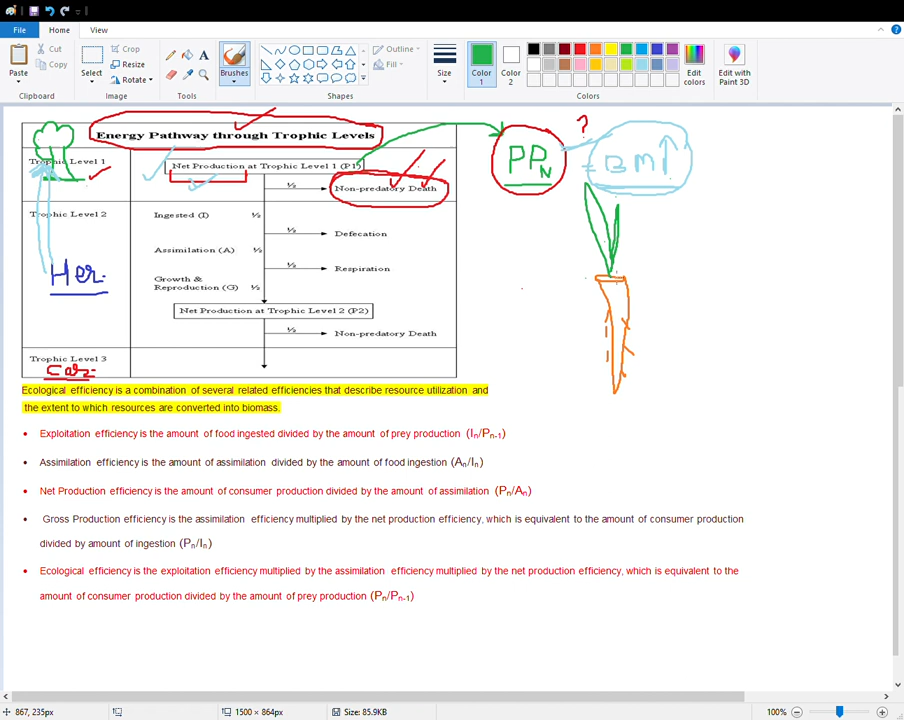 File
Home
View
Paste
Cut
Copy
Clipboard
Select
Crop
Resize
Rotate
Image
Tools
Brushes
Shapes
Outline
Fill
Size
Color 1
Color 2
Edit colors
Colors
Edit with Paint 3D
Energy Pathway through Trophic Levels
Trophic Level 1
Net Production at Trophic Level 1 (P1)
½
Non-predatory Death
Trophic Level 2
Ingested (I) ½
½ Defecation
Assimilation (A) ½
½ Respiration
Growth &
Reproduction (G) ½
Net Production at Trophic Level 2 (P2)
½ Non-predatory Death
Trophic Level 3
Her.
Car.
PPN
?
BM↑
Ecological efficiency is a combination of several related efficiencies that describe resource utilization and
the extent to which resources are converted into biomass.
• Exploitation efficiency is the amount of food ingested divided by the amount of prey production (In/Pn-1)
• Assimilation efficiency is the amount of assimilation divided by the amount of food ingestion (An/In)
• Net Production efficiency is the amount of consumer production divided by the amount of assimilation (Pn/An)
• Gross Production efficiency is the assimilation efficiency multiplied by the net production efficiency, which is equivalent to the amount of consumer production
divided by amount of ingestion (Pn/In)
• Ecological efficiency is the exploitation efficiency multiplied by the assimilation efficiency multiplied by the net production efficiency, which is equivalent to the
amount of consumer production divided by the amount of prey production (Pn/Pn-1)
867, 235px
1500 × 864px
Size: 85.9KB
100%